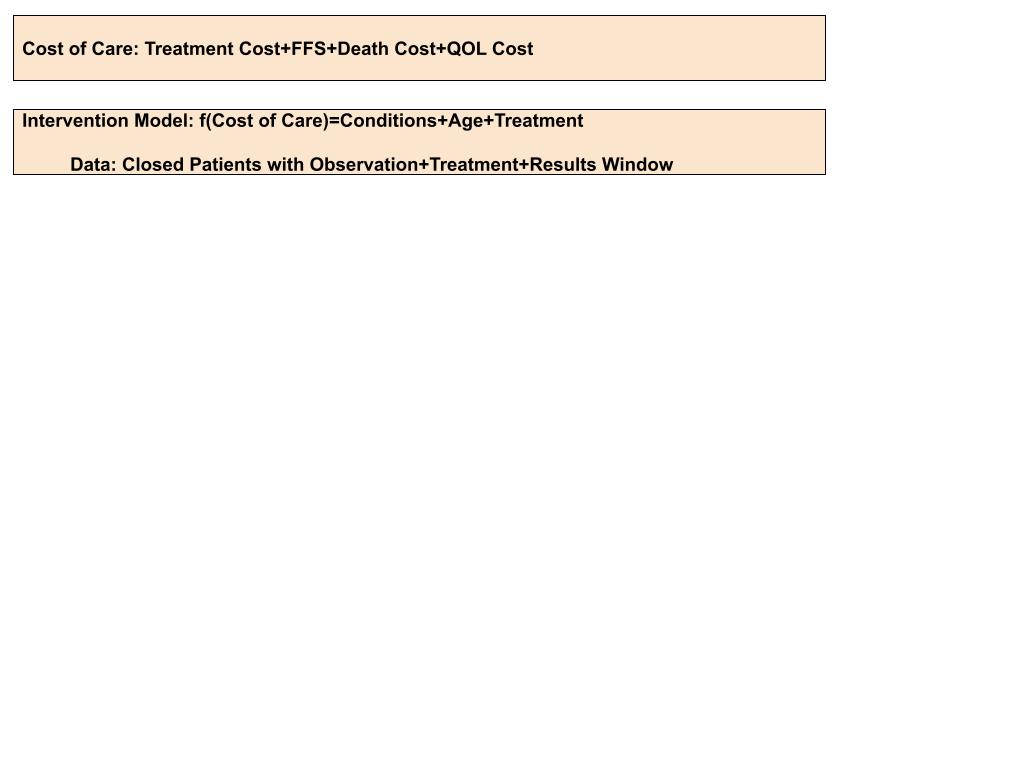 Cost of Care: Treatment Cost+FFS+Death Cost+QOL Cost
Intervention Model: f(Cost of Care)=Conditions+Age+Treatment
Data: Closed Patients with Observation+Treatment+Results Window